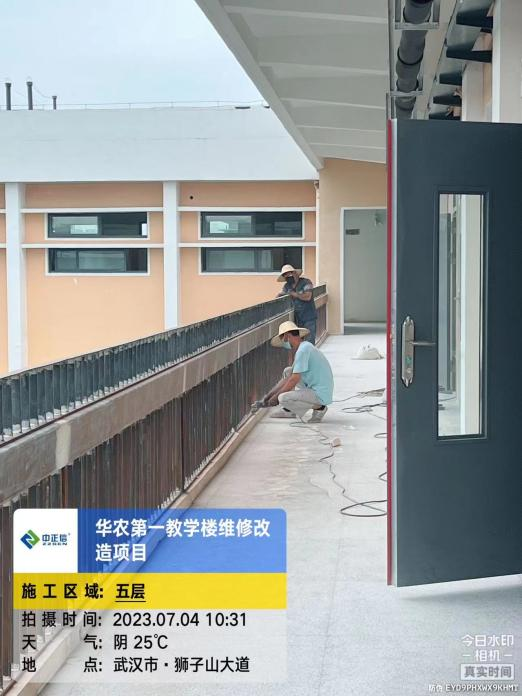 中正信
ZZSEN
华农第一教学楼维修改
造项目
施工区域: 五层
拍摄时间: 2023.07.04 10:31
天气: 阴 25℃
地点: 武汉市·狮子山大道
今日水印
-相机-
真实时间
防伪 EYD9PHXWX9KHMT